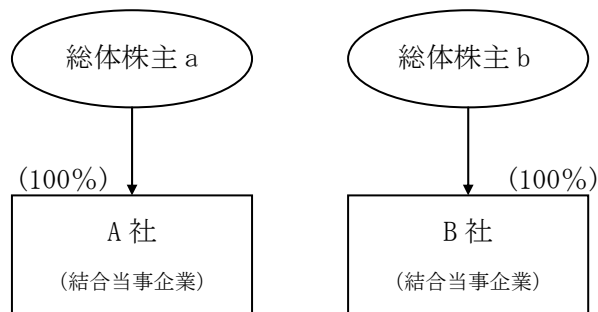 総体株主 a
総体株主 b
(100%)
(100%)
A 社
B 社
(結合当事企業)
(結合当事企業)